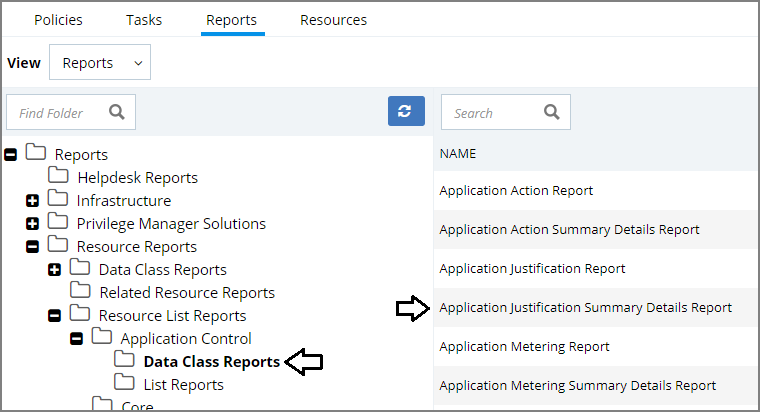 Policies Tasks Reports Resources
View Reports
Find Folder
Search
Reports
Helpdesk Reports
Infrastructure
Privilege Manager Solutions
Resource Reports
Data Class Reports
Related Resource Reports
Resource List Reports
Application Control
Data Class Reports
List Reports
Core
NAME
Application Action Report
Application Action Summary Details Report
Application Justification Report
Application Justification Summary Details Report
Application Metering Report
Application Metering Summary Details Report